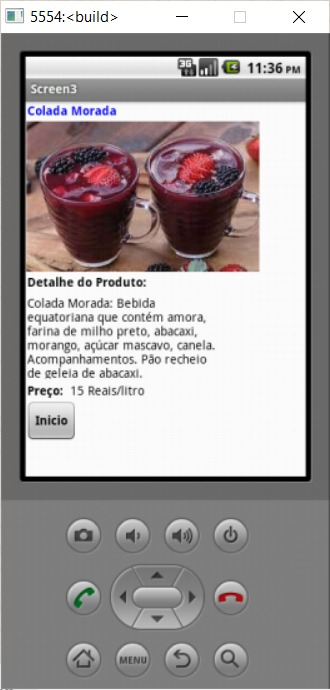 5554:<build>
3G
11:36 PM
Screen3
Colada Morada
Detalhe do Produto:
Colada Morada: Bebida
equatoriana que contém amora,
farina de milho preto, abacaxi,
morango, açúcar mascavo, canela.
Acompanhamentos. Pão recheio
de geleia de abacaxi.
Preço: 15 Reais/litro
Inicio
MENU